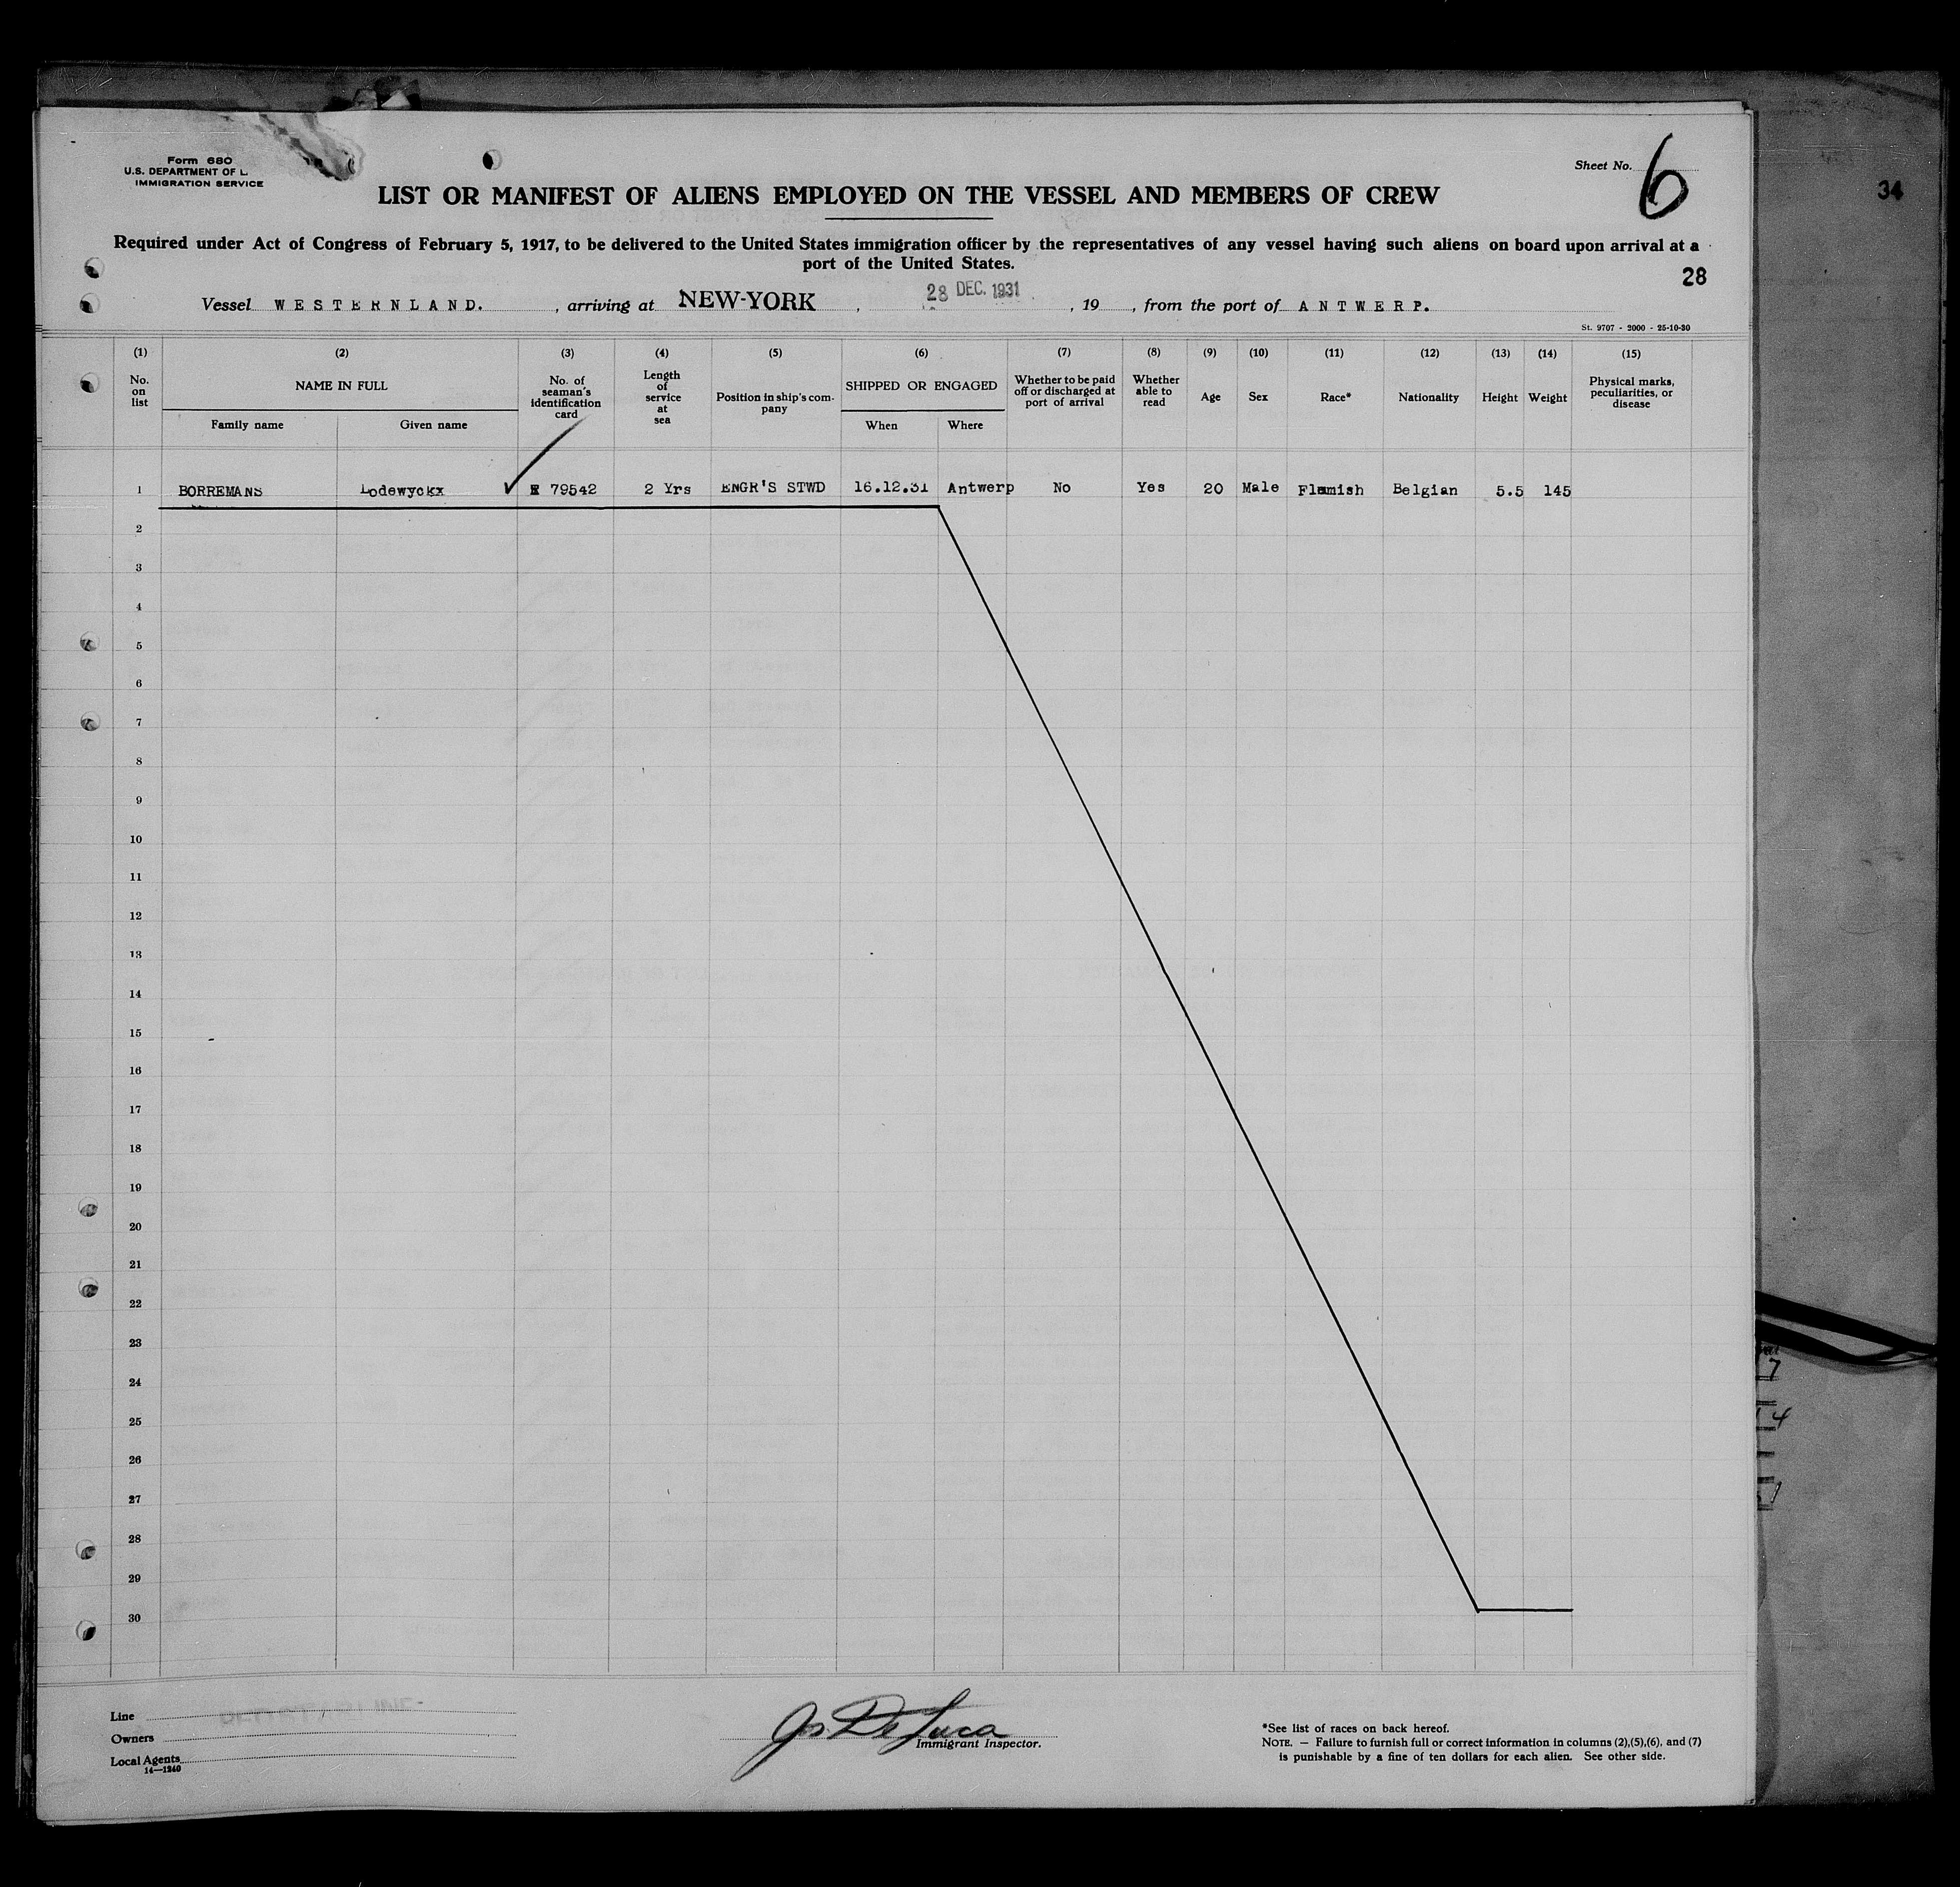 Form 680
U.S. DEPARTMENT OF L
IMMIGRATION SERVICE
Sheet No. 6
34
LIST OR MANIFEST OF ALIENS EMPLOYED ON THE VESSEL AND MEMBERS OF CREW
Required under Act of Congress of February 5, 1917, to be delivered to the United States immigration officer by the representatives of any vessel having such aliens on board upon arrival at a
port of the United States.
28
Vessel WESTERNLAND. , arriving at NEW-YORK , 28 DEC. 1931 , 19 , from the port of ANTWERP.
St. 9707 - 2000 - 25-10-30
(1) (2) (3) (4) (5) (6) (7) (8) (9) (10) (11) (12) (13) (14) (15)
No. on list NAME IN FULL Family name Given name No. of seaman's identification card Length of service at sea Position in ship's company SHIPPED OR ENGAGED When Where Whether to be paid off or discharged at port of arrival Whether able to read Age Sex Race* Nationality Height Weight Physical marks, peculiarities, or disease
1 BORREMANS Lodewyckx E 79542 2 Yrs ENGR'S STWD 16.12.31 Antwerp No Yes 20 Male Flemish Belgian 5.5 145
2
3
4
5
6
7
8
9
10
11
12
13
14
15
16
17
18
19
20
21
22
23
24
25
26
27
28
29
30
Line
Owners
Local Agents
14—1240
Jos De Luca
Immigrant Inspector.
*See list of races on back hereof.
NOTE. — Failure to furnish full or correct information in columns (2),(5),(6), and (7)
is punishable by a fine of ten dollars for each alien. See other side.